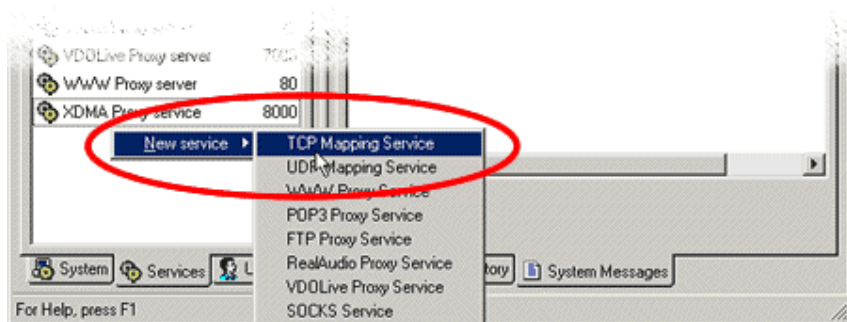 VDOLive Proxy server
WWW Proxy server 80
XDMA Proxy service 8000
New service TCP Mapping Service
UDP Mapping Service
WWW Proxy Service
POP3 Proxy Service
FTP Proxy Service
RealAudio Proxy Service
VDOLive Proxy Service
SOCKS Service
System Services L tory System Messages
For Help, press F1